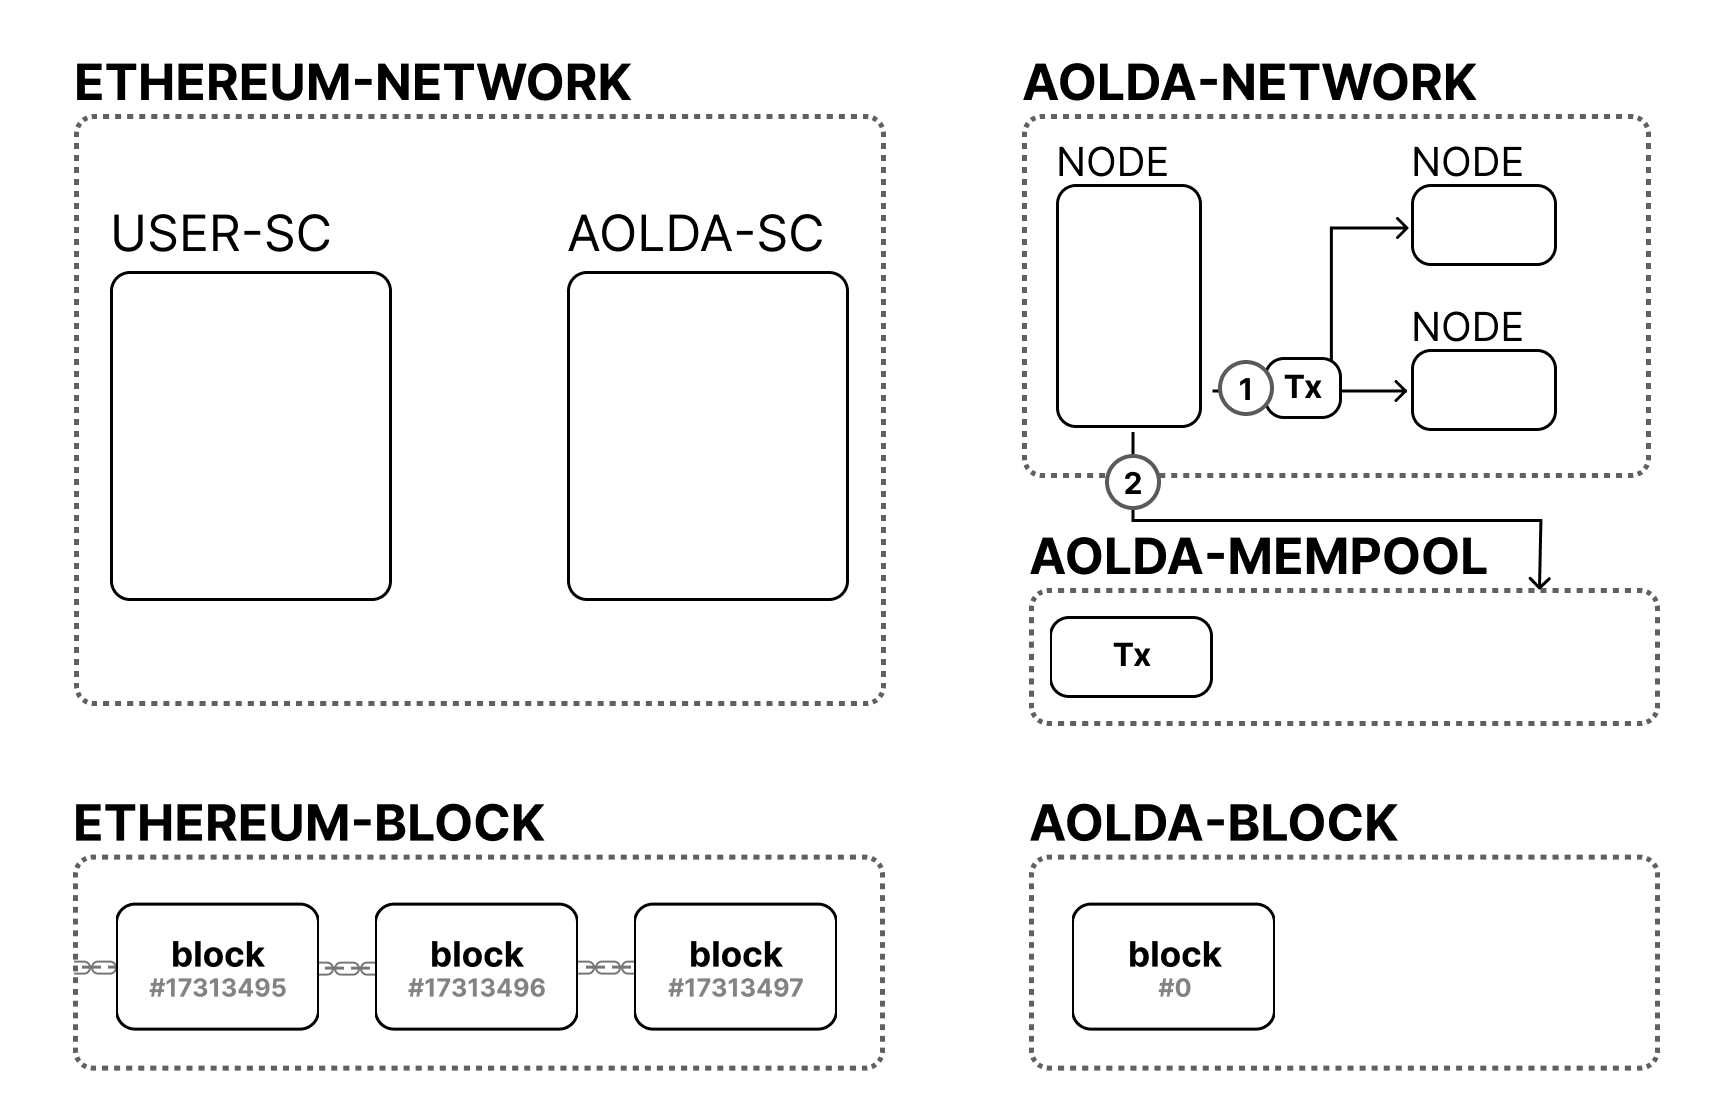 ETHEREUM-NETWORK
USER-SC
AOLDA-SC
AOLDA-NETWORK
NODE
NODE
NODE
1
Tx
2
AOLDA-MEMPOOL
Tx
ETHEREUM-BLOCK
block
#17313495
block
#17313496
block
#17313497
AOLDA-BLOCK
block
#0